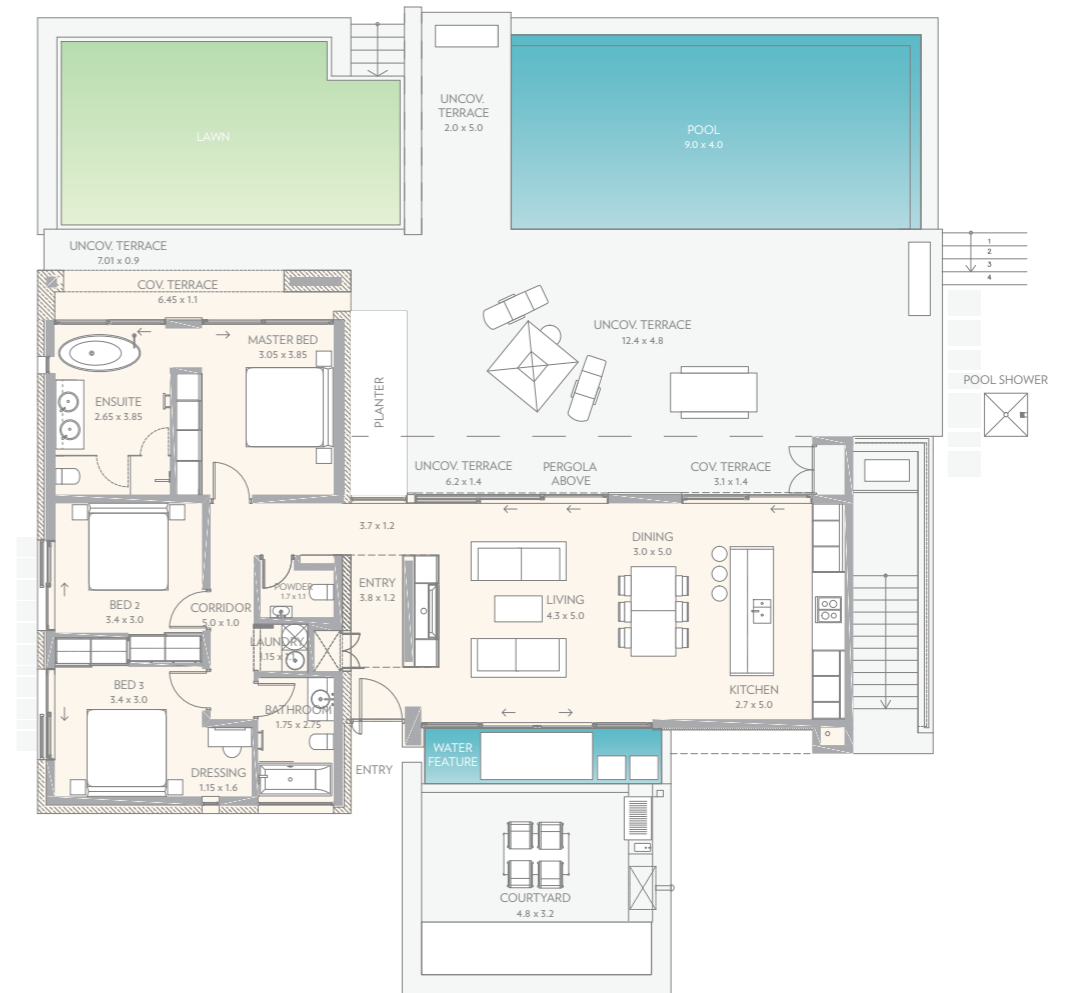 LAWN
UNCOV.
TERRACE
2.0 x 5.0
POOL
9.0 x 4.0
UNCOV. TERRACE
7.01 x 0.9
COV. TERRACE
6.45 x 1.1
1
2
3
4
UNCOV. TERRACE
12.4 x 4.8
MASTER BED
3.05 x 3.85
ENSUITE
2.65 x 3.85
PLANTER
POOL SHOWER
UNCOV. TERRACE
6.2 x 1.4
PERGOLA
ABOVE
COV. TERRACE
3.1 x 1.4
3.7 x 1.2
DINING
3.0 x 5.0
POWDER
1.7 x 1.1
ENTRY
3.8 x 1.2
BED 2
3.4 x 3.0
CORRIDOR
5.0 x 1.0
LIVING
4.3 x 5.0
LAUNDRY
1.15 x
BED 3
3.4 x 3.0
BATHROOM
1.75 x 2.75
KITCHEN
2.7 x 5.0
DRESSING
1.15 x 1.6
ENTRY
WATER
FEATURE
COURTYARD
4.8 x 3.2